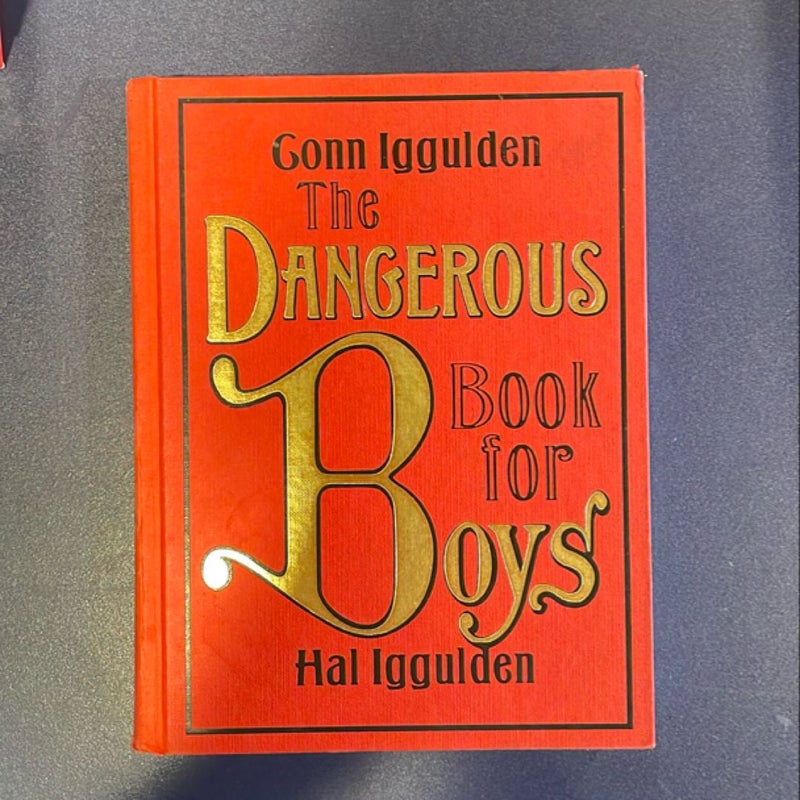 Conn Iggulden
The
DANGEROUS
Book
for
Boys
Hal Iggulden